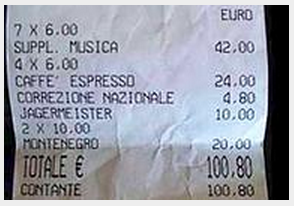 EURO
7 X 6.00
SUPPL. MUSICA 42,00
4 X 6.00
CAFFE' ESPRESSO 24.00
CORREZIONE NAZIONALE 4.80
JAGERMEISTER 10.00
2 X 10.00
MONTENEGRO 20.00
TOTALE € 100.80
CONTANTE 100.80